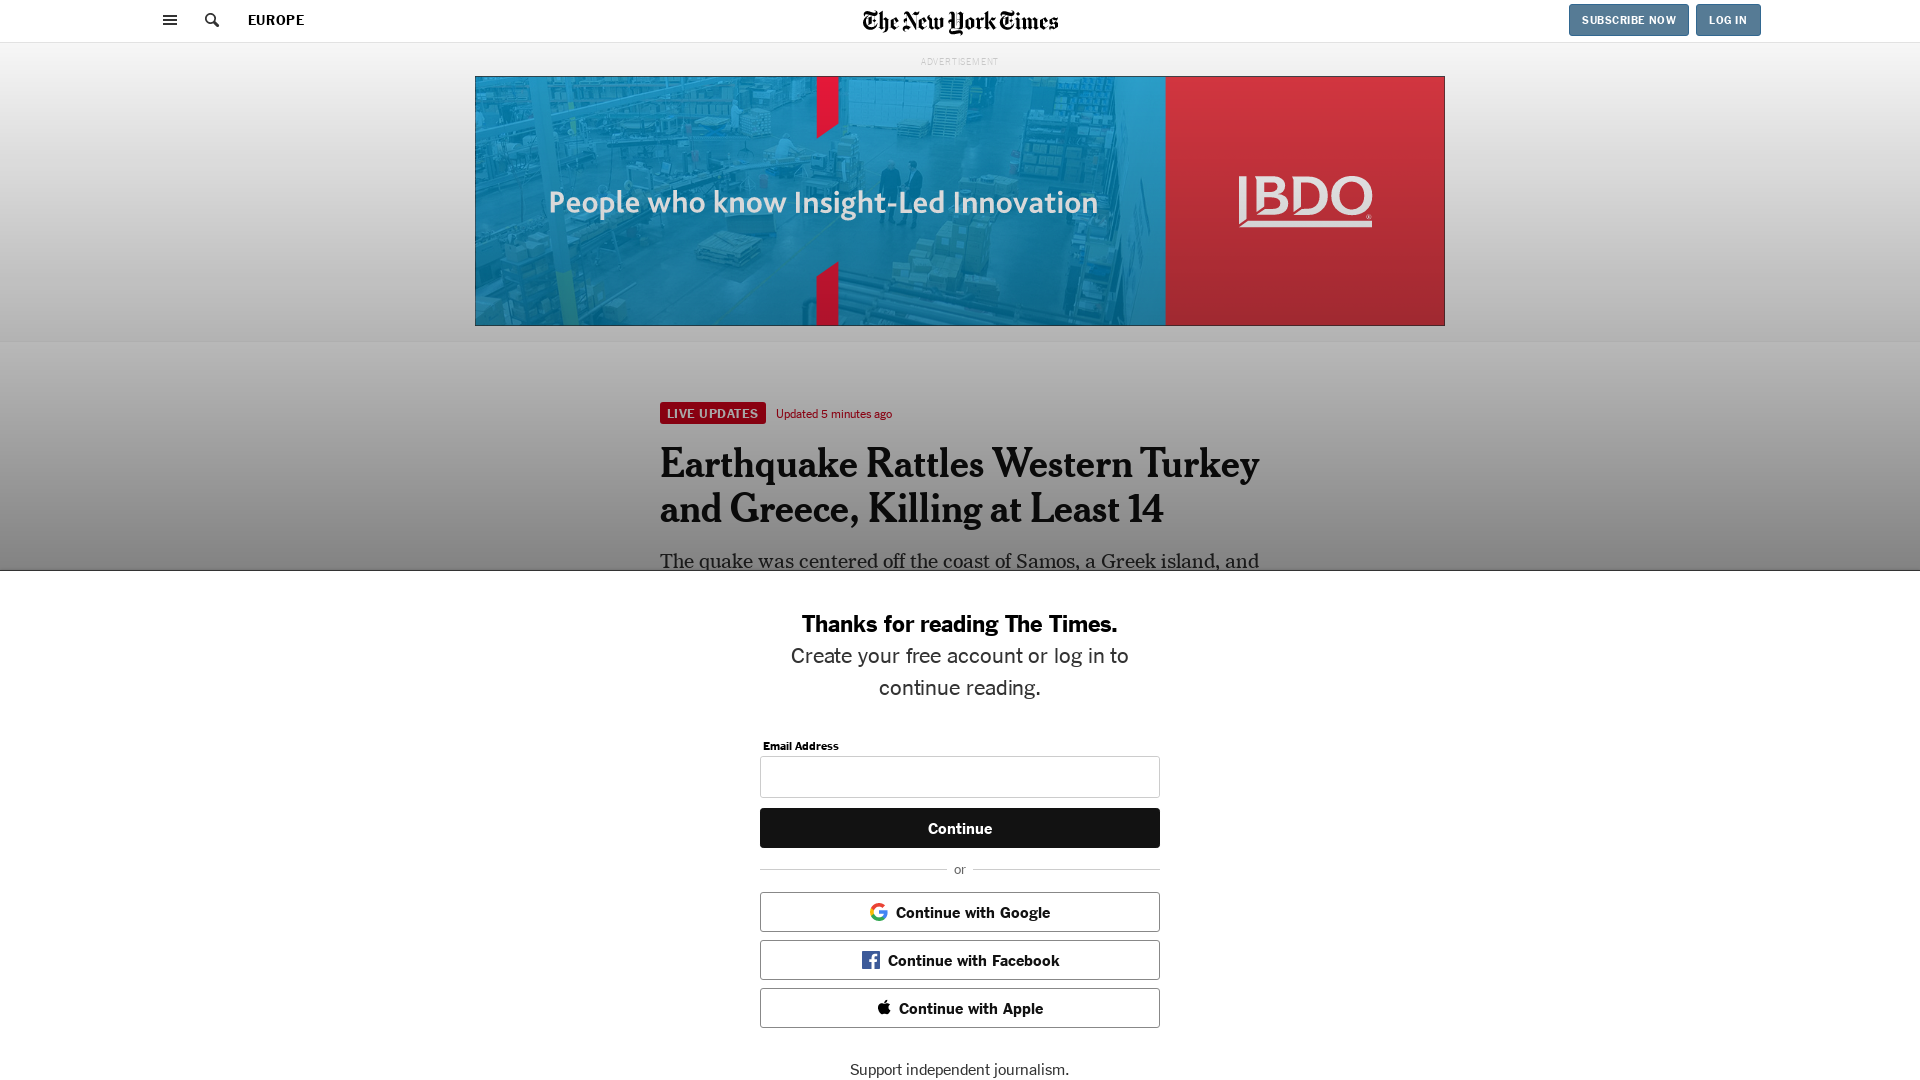 EUROPE
The New York Times
SUBSCRIBE NOW
LOG IN
ADVERTISEMENT
People who know Insight-Led Innovation
BDO
LIVE UPDATES
Updated 5 minutes ago
Earthquake Rattles Western Turkey
and Greece, Killing at Least 14
The quake was centered off the coast of Samos, a Greek island, and
Thanks for reading The Times.
Create your free account or log in to
continue reading.
Email Address
Continue
or
Continue with Google
Continue with Facebook
Continue with Apple
Support independent journalism.